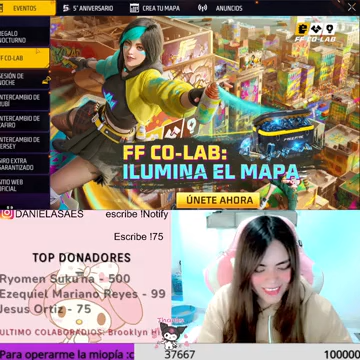 EVENTOS
5° ANIVERSARIO
CREA TU MAPA
ANUNCIOS
REGALO
NOCTURNO
FF CO-LAB
SESIÓN DE
NOCHE
INTERCAMBIO DE
RUBÍ
INTERCAMBIO DE
ZAFIRO
INTERCAMBIO DE
JERSEY
GIRO EXTRA
GARANTIZADO
SITIO WEB
OFICIAL
FF CO-LAB
FF CO-LAB:
ILUMINA EL MAPA
ÚNETE AHORA
DANIELASAES
escribe !Notify
Escribe !75
TOP DONADORES
Ryomen Sukuna - 500
Ezequiel Mariano Reyes - 99
Jesus Ortiz - 75
ULTIMO COLABORADOR: Brooklyn
Para operarme la miopía :c
37667